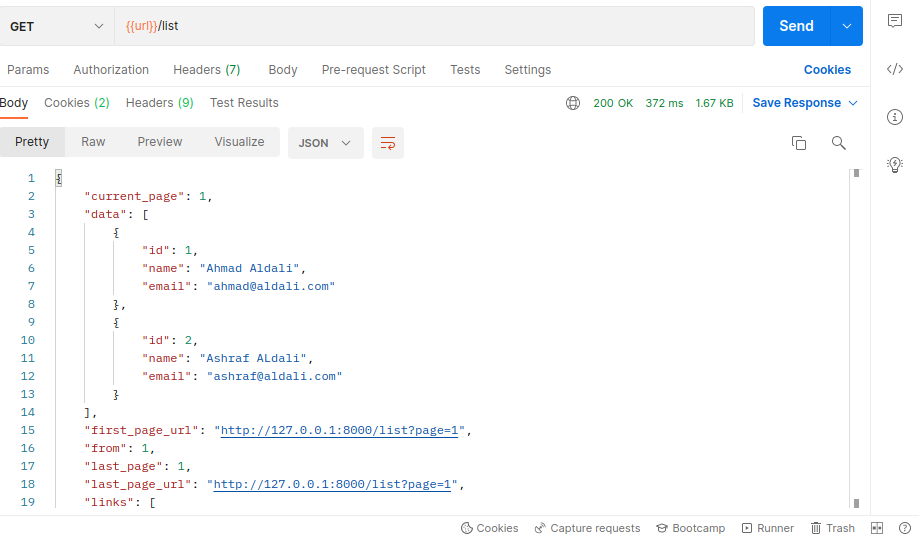 GET {{url}}/list Send
Params Authorization Headers (7) Body Pre-request Script Tests Settings Cookies
Body Cookies (2) Headers (9) Test Results 200 OK 372 ms 1.67 KB Save Response
Pretty Raw Preview Visualize JSON
1 {
2 "current_page": 1,
3 "data": [
4 {
5 "id": 1,
6 "name": "Ahmad Aldali",
7 "email": "ahmad@aldali.com"
8 },
9 {
10 "id": 2,
11 "name": "Ashraf ALdali",
12 "email": "ashraf@aldali.com"
13 }
14 ],
15 "first_page_url": "http://127.0.0.1:8000/list?page=1",
16 "from": 1,
17 "last_page": 1,
18 "last_page_url": "http://127.0.0.1:8000/list?page=1",
19 "links": [
Cookies Capture requests Bootcamp Runner Trash